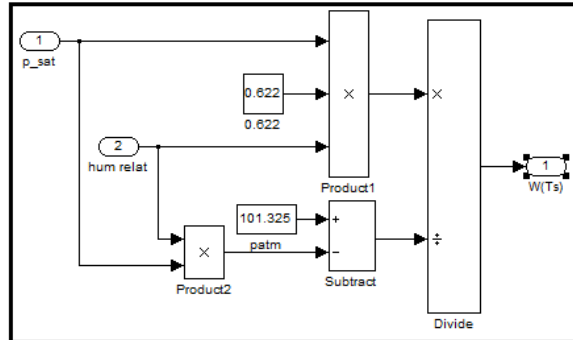 1
p_sat
0.622
×
×
0.622
2
hum relat
Product1
1
W(Ts)
101.325
+
patm
−
÷
×
Product2
Subtract
Divide